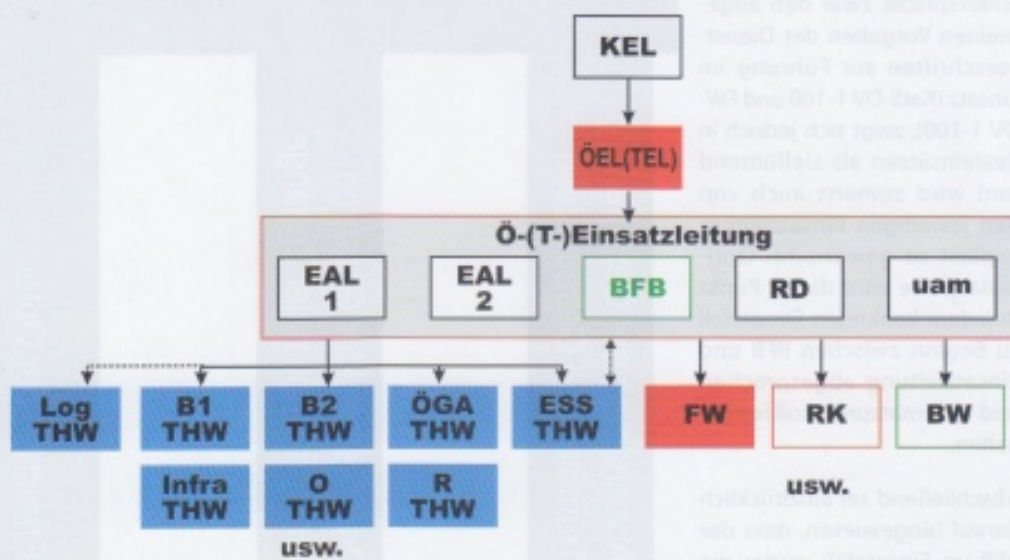 KEL
ÖEL(TEL)
Ö-(T-)Einsatzleitung
EAL
1
EAL
2
BFB
RD
uam
Log
THW
B1
THW
B2
THW
ÖGA
THW
ESS
THW
FW
RK
BW
Infra
THW
O
THW
R
THW
usw.
usw.